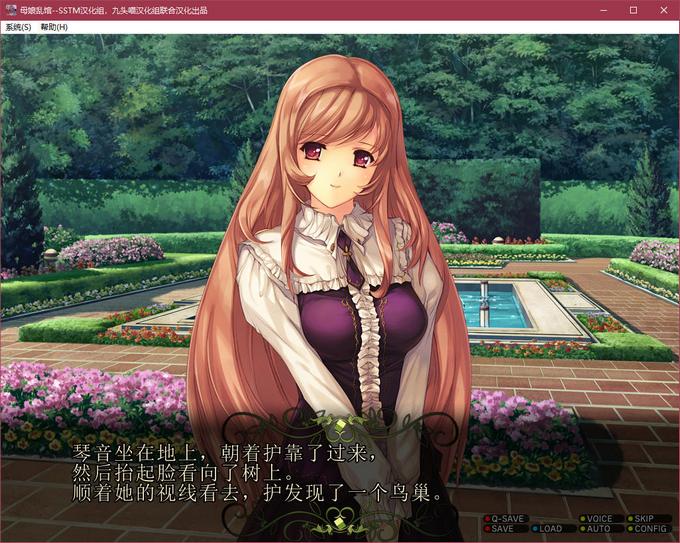 母娘乱馆--SSTM汉化组，九头嘴汉化组联合汉化出品
系统(S) 帮助(H)
琴音坐在地上，朝着护靠了过来，
然后抬起脸看向了树上。
顺着她的视线看去，护发现了一个鸟巢。
Q-SAVE VOICE SKIP
SAVE LOAD AUTO CONFIG